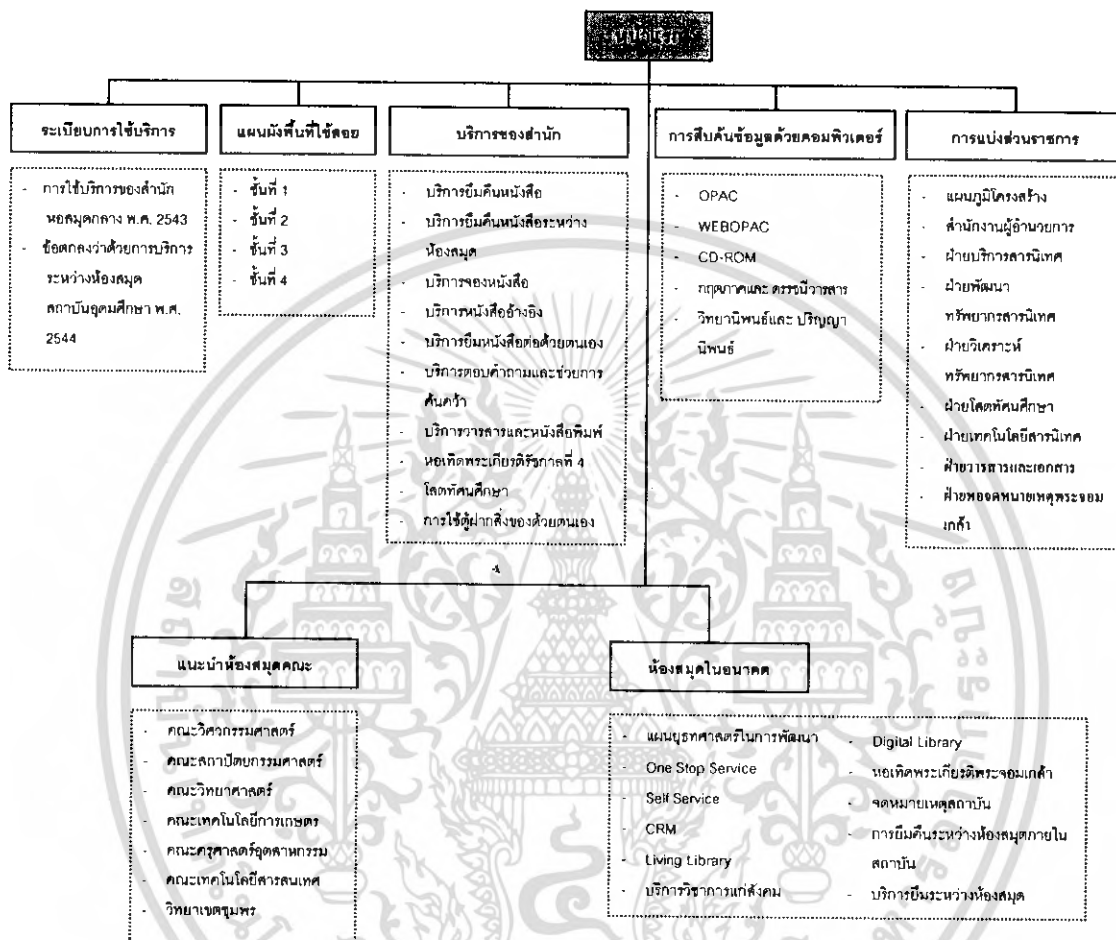 หน้าแรก
ระเบียบการใช้บริการ
- การใช้บริการของสำนัก
หอสมุดกลาง พ.ศ. 2543
- ข้อตกลงว่าด้วยการบริการ
ระหว่างห้องสมุด
สถาบันอุดมศึกษา พ.ศ.
2544
แผนผังพื้นที่ใช้สอย
- ชั้นที่ 1
- ชั้นที่ 2
- ชั้นที่ 3
- ชั้นที่ 4
บริการของสำนัก
- บริการยืมคืนหนังสือ
- บริการยืมคืนหนังสือระหว่าง
ห้องสมุด
- บริการจองหนังสือ
- บริการหนังสืออ้างอิง
- บริการยืมหนังสือต่อด้วยตนเอง
- บริการตอบคำถามและช่วยการ
ค้นคว้า
- บริการวารสารและหนังสือพิมพ์
- หอเทิดพระเกียรติรัชกาลที่ 4
- โสตทัศนศึกษา
- การใช้ตู้ฝากสิ่งของด้วยตนเอง
การสืบค้นข้อมูลด้วยคอมพิวเตอร์
- OPAC
- WEBOPAC
- CD-ROM
- กฤตภาคและ ดรรชนีวารสาร
- วิทยานิพนธ์และ ปริญญา
นิพนธ์
การแบ่งส่วนราชการ
- แผนภูมิโครงสร้าง
- สำนักงานผู้อำนวยการ
- ฝ่ายบริการสารนิเทศ
- ฝ่ายพัฒนา
ทรัพยากรสารนิเทศ
- ฝ่ายวิเคราะห์
ทรัพยากรสารนิเทศ
- ฝ่ายโสตทัศนศึกษา
- ฝ่ายเทคโนโลยีสารนิเทศ
- ฝ่ายวารสารและเอกสาร
- ฝ่ายหอจดหมายเหตุพระจอม
เกล้า
แนะนำห้องสมุดคณะ
- คณะวิศวกรรมศาสตร์
- คณะสถาปัตยกรรมศาสตร์
- คณะวิทยาศาสตร์
- คณะเทคโนโลยีการเกษตร
- คณะครุศาสตร์อุตสาหกรรม
- คณะเทคโนโลยีสารสนเทศ
- วิทยาเขตชุมพร
ห้องสมุดในอนาคต
- แผนยุธทศาสตร์ในการพัฒนา
- One Stop Service
- Self Service
- CRM
- Living Library
- บริการวิชาการแก่สังคม
- Digital Library
- หอเทิดพระเกียรติพระจอมเกล้า
- จดหมายเหตุสถาบัน
- การยืมคืนระหว่างห้องสมุดภายใน
สถาบัน
- บริการยืมระหว่างห้องสมุด